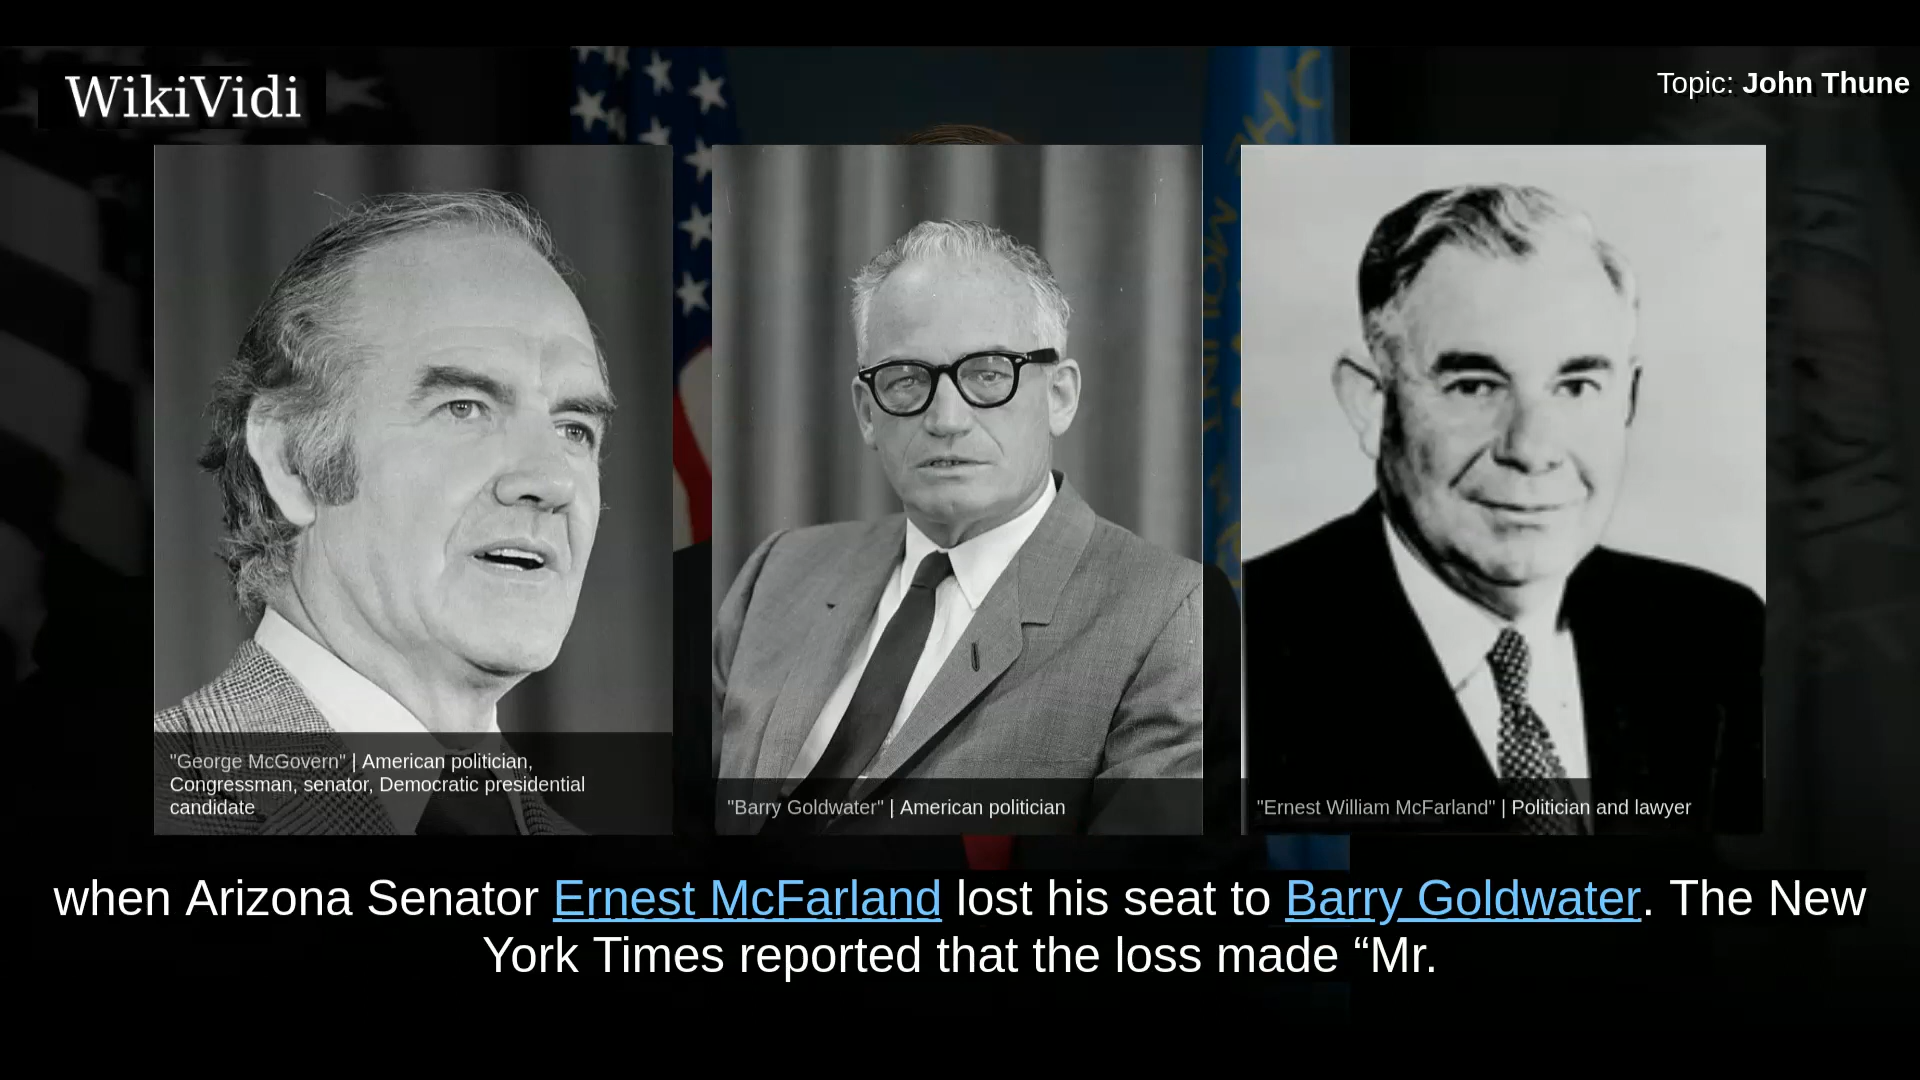 WikiVidi
Topic: John Thune
"George McGovern" | American politician,
Congressman, senator, Democratic presidential
candidate
"Barry Goldwater" | American politician
"Ernest William McFarland" | Politician and lawyer
when Arizona Senator Ernest McFarland lost his seat to Barry Goldwater. The New
York Times reported that the loss made “Mr.